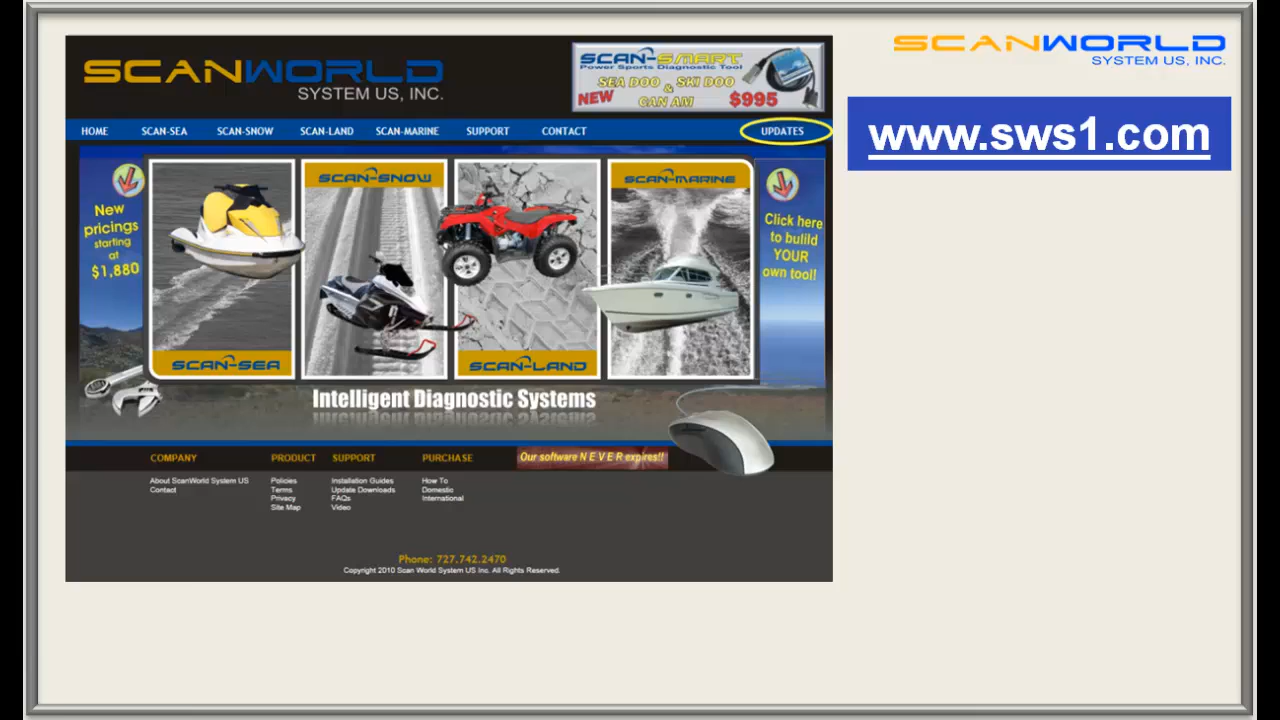 SCANWORLD
SYSTEM US, INC.
SCAN-SMART
Power Sports Diagnostic Tool
SEA DOO SKI DOO
&
CAN AM
NEW
$995
SCANWORLD
SYSTEM US, INC.
www.sws1.com
HOME SCAN-SEA SCAN-SNOW SCAN-LAND SCAN-MARINE SUPPORT CONTACT UPDATES
New
pricings
starting
at
$1,880
SCAN-SEA
SCAN-SNOW
SCAN-LAND
SCAN-MARINE
Click here
to build
YOUR
own tool!
Intelligent Diagnostic Systems
COMPANY PRODUCT SUPPORT PURCHASE Our software N E V E R expires!!
About ScanWorld System US Policies Installation Guides How To
Contact Terms Update Downloads Domestic
Privacy FAQs International
Site Map Video
Phone: 727.742.2470
Copyright 2010 Scan World System US Inc. All Rights Reserved.